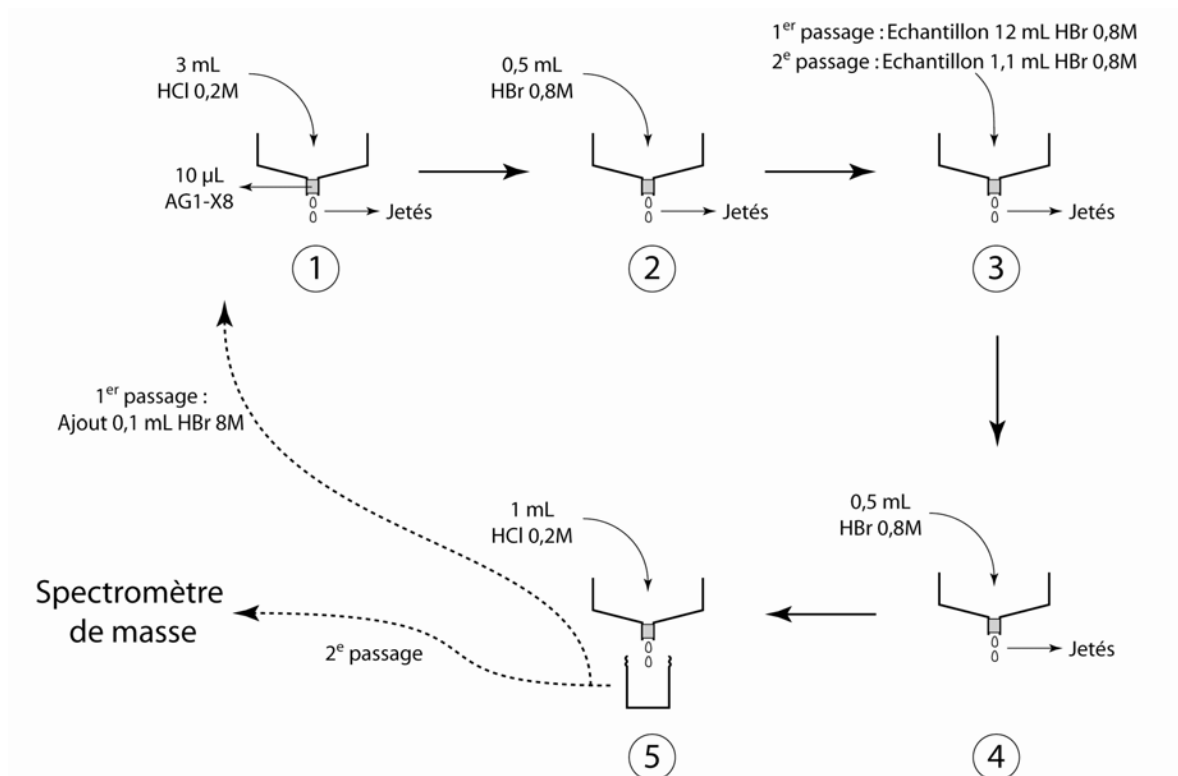 1er passage : Echantillon 12 mL HBr 0,8M
2e passage : Echantillon 1,1 mL HBr 0,8M
3 mL
HCl 0,2M
0,5 mL
HBr 0,8M
10 µL
AG1-X8
Jetés
Jetés
Jetés
1
2
3
1er passage :
Ajout 0,1 mL HBr 8M
1 mL
HCl 0,2M
0,5 mL
HBr 0,8M
Spectromètre
de masse
2e passage
Jetés
5
4